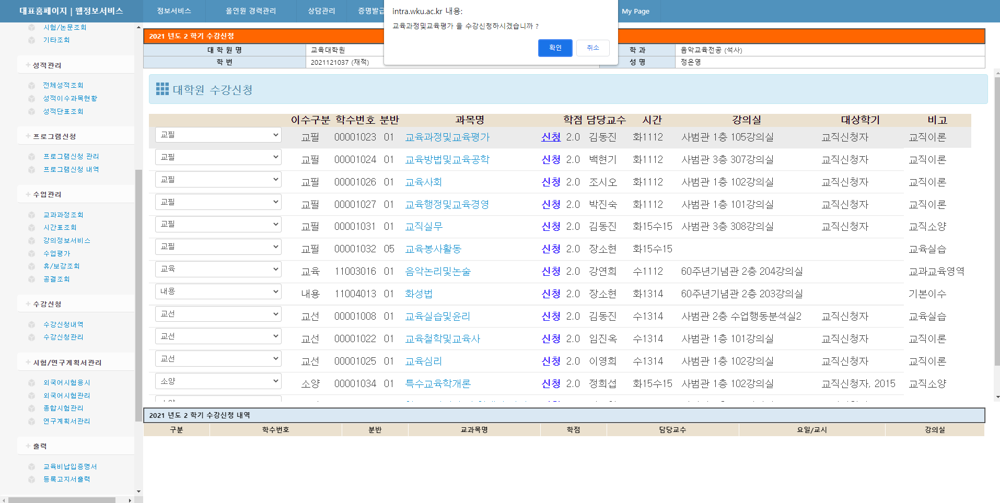 대표홈페이지 | 웹정보서비스 정보서비스 올인원 경력관리 상담관리 증명발급 My Page
intra.wku.ac.kr 내용:
교육과정및교육평가 을 수강신청하시겠습니까 ?
확인 취소
시험/논문조회
기타조회
성적관리
전체성적조회
성적이수과목현황
성적단표조회
프로그램신청
프로그램신청 관리
프로그램신청 내역
수업관리
교과과정조회
시간표조회
강의정보서비스
수업평가
휴/보강조회
공결조회
수강신청
수강신청내역
수강신청관리
시험/연구계획서관리
외국어시험응시
외국어시험관리
종합시험관리
연구계획서관리
출력
교육비납입증명서
등록고지서출력
2021 년도 2 학기 수강신청
대 학 원 명 교육대학원 학 과 음악교육전공 (석사)
학 번 2021121037 (재적) 성 명 정은영
대학원 수강신청
이수구분 학수번호 분반 과목명 학점 담당교수 시간 강의실 대상학기 비고
교필 교필 00001023 01 교육과정및교육평가 신청 2.0 김동진 화1112 사범관 1층 105강의실 교직신청자 교직이론
교필 교필 00001024 01 교육방법및교육공학 신청 2.0 백현기 화1112 사범관 3층 307강의실 교직신청자 교직이론
교필 교필 00001026 01 교육사회 신청 2.0 조시오 화1112 사범관 1층 102강의실 교직신청자 교직이론
교필 교필 00001027 01 교육행정및교육경영 신청 2.0 박진숙 화1112 사범관 1층 101강의실 교직신청자 교직이론
교필 교필 00001031 01 교직실무 신청 2.0 김동진 화15수15 사범관 3층 308강의실 교직신청자 교직소양
교필 교필 00001032 05 교육봉사활동 신청 2.0 장소현 화15수15 교육실습
교육 교육 11003016 01 음악논리및논술 신청 2.0 강연희 수1112 60주년기념관 2층 204강의실 교과교육영역
내용 내용 11004013 01 화성법 신청 2.0 장소현 화1314 60주년기념관 2층 203강의실 기본이수
교선 교선 00001008 01 교육실습및윤리 신청 2.0 김동진 수1314 사범관 2층 수업행동분석실2 교직신청자 교육실습
교선 교선 00001022 01 교육철학및교육사 신청 2.0 임진옥 수1314 사범관 1층 101강의실 교직신청자 교직이론
교선 교선 00001025 01 교육심리 신청 2.0 이영희 수1314 사범관 1층 102강의실 교직신청자 교직이론
소양 소양 00001034 01 특수교육학개론 신청 2.0 정희섭 화15수15 사범관 1층 102강의실 교직신청자, 2015 교직소양
2021 년도 2 학기 수강신청 내역
구분 학수번호 분반 교과목명 학점 담당교수 요일/교시 강의실